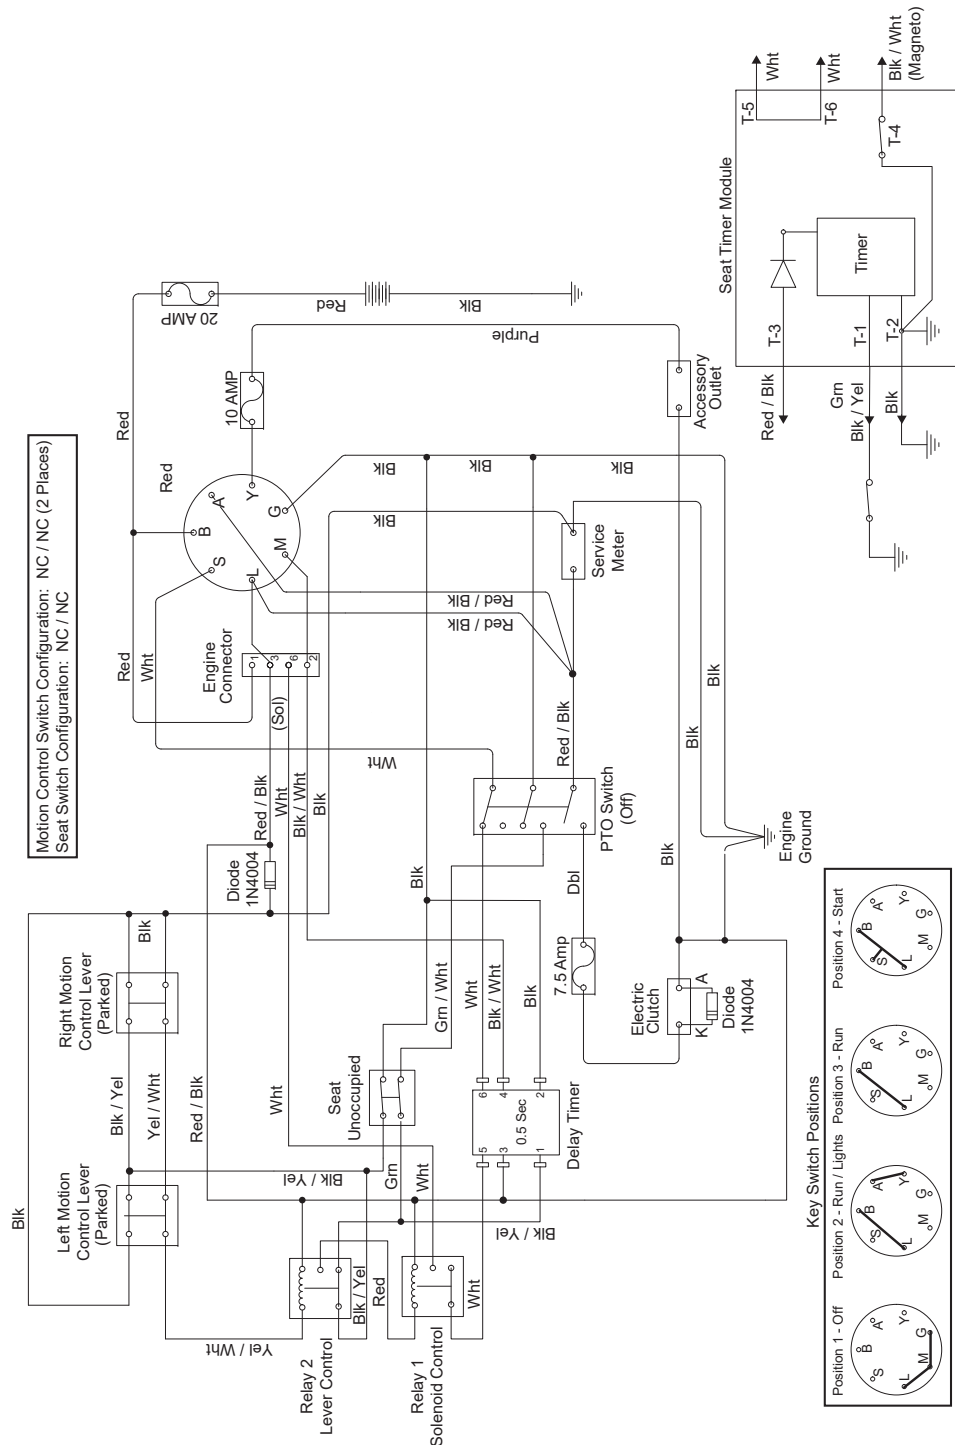 Motion Control Switch Configuration: NC / NC (2 Places)
Seat Switch Configuration: NC / NC
Blk
Left Motion
Control Lever
(Parked)
Blk / Yel
Yel / Wht
Right Motion
Control Lever
(Parked)
Blk
Diode
1N4004
Red / Blk
Red / Blk
Wht
Blk / Wht
Blk
(Sol)
Engine
Connector
1
3
6
2
Red
Wht
Red
Red
S
B
A
L
Y
M
G
10 AMP
20 AMP
Red
Blk
Purple
Blk
Blk
Blk
Blk
Red / Blk
Red / Blk
Wht
Yel / Wht
Relay 2
Lever Control
Blk / Yel
Red
Relay 1
Solenoid Control
Wht
Wht
Wht
Blk / Yel
Grn
Blk / Yel
Seat
Unoccupied
Blk
Grn / Wht
Wht
Blk / Wht
Blk
5
3
1
0.5 Sec
6
4
2
Delay Timer
PTO Switch
(Off)
Red / Blk
Dbl
7.5 Amp
Service
Meter
Accessory
Outlet
Blk
Blk
Electric
Clutch
K
A
Diode
1N4004
Engine
Ground
Seat Timer Module
T-5
Wht
T-6
Wht
T-4
Blk / Wht
(Magneto)
T-3
Red / Blk
Timer
T-1
Grn
Blk / Yel
T-2
Blk
Key Switch Positions
Position 1 - Off
S
B
A
L
Y
M
G
Position 2 - Run / Lights
S
B
A
L
Y
M
G
Position 3 - Run
S
B
A
L
Y
M
G
Position 4 - Start
S
B
A
L
Y
M
G